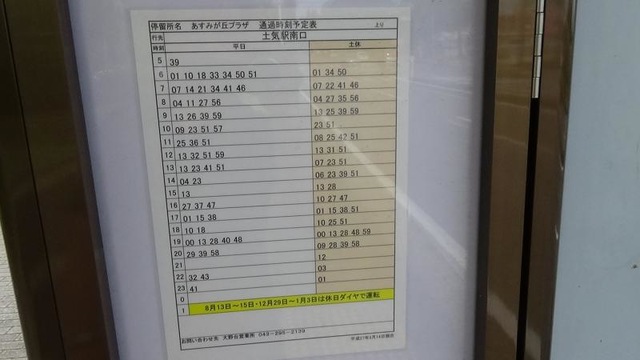 停留所名 あすみが丘プラザ 通過時刻予定表 より
行先 土気駅南口
時刻 平日 土休
5 39
6 01 10 18 33 34 50 51 01 34 50
7 07 14 21 34 41 46 07 22 41 46
8 04 11 27 56 04 27 35 56
9 13 26 39 59 13 25 39 59
10 09 23 51 57 23 51
11 25 36 51 08 25 42 51
12 13 32 51 59 13 31 51
13 13 23 41 51 07 23 51
14 04 23 06 23 39 51
15 13 13 28
16 27 37 47 10 27 47
17 01 15 38 01 15 38 51
18 10 18 10 25 51
19 00 13 28 40 48 00 13 28 48 59
20 29 39 58 09 28 39 58
21 12
22 32 43 03
23 41 01
0
1 8月13日～15日・12月29日～1月3日は休日ダイヤで運転
お問い合わせ先 大野台営業所 043-295-2139